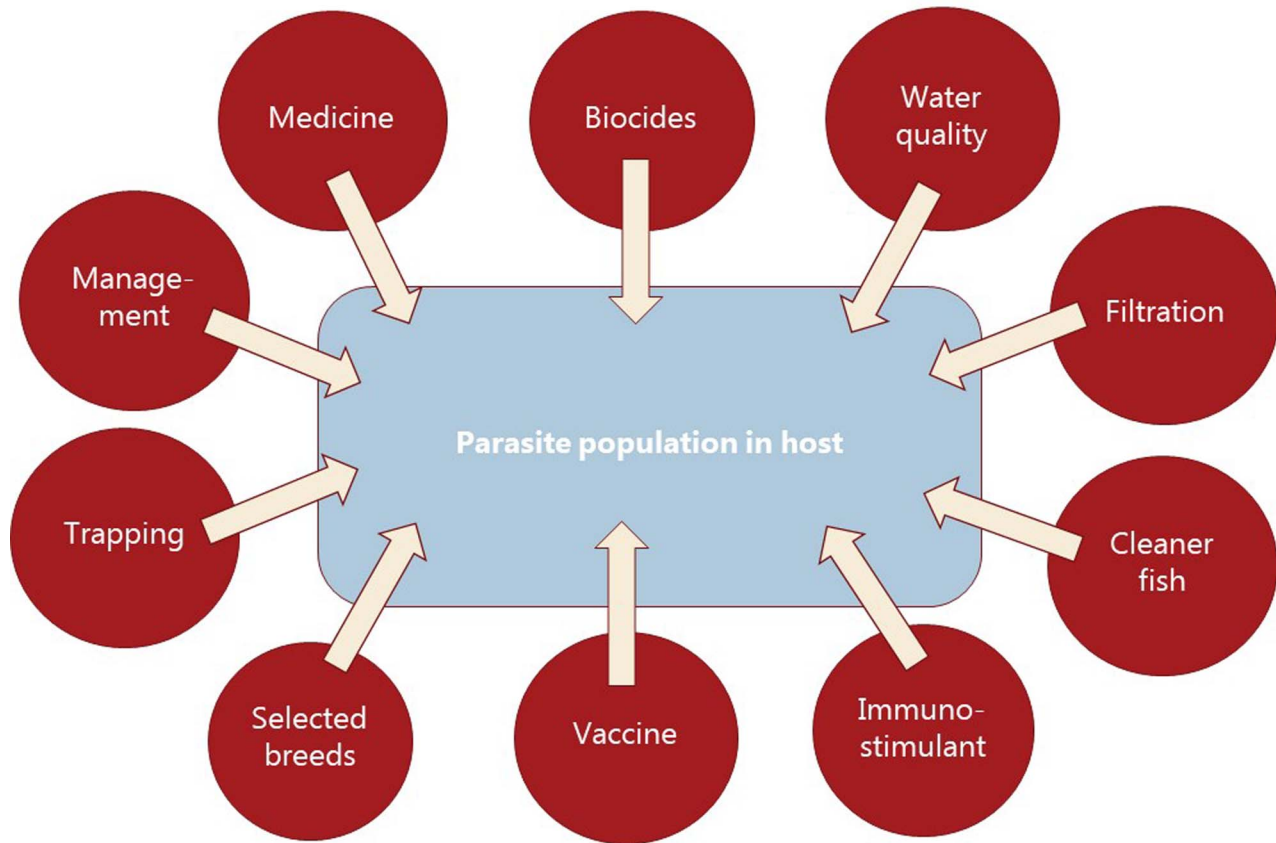 Medicine
Biocides
Water
quality
Manage-
ment
Filtration
Parasite population in host
Trapping
Cleaner
fish
Selected
breeds
Vaccine
Immuno-
stimulant